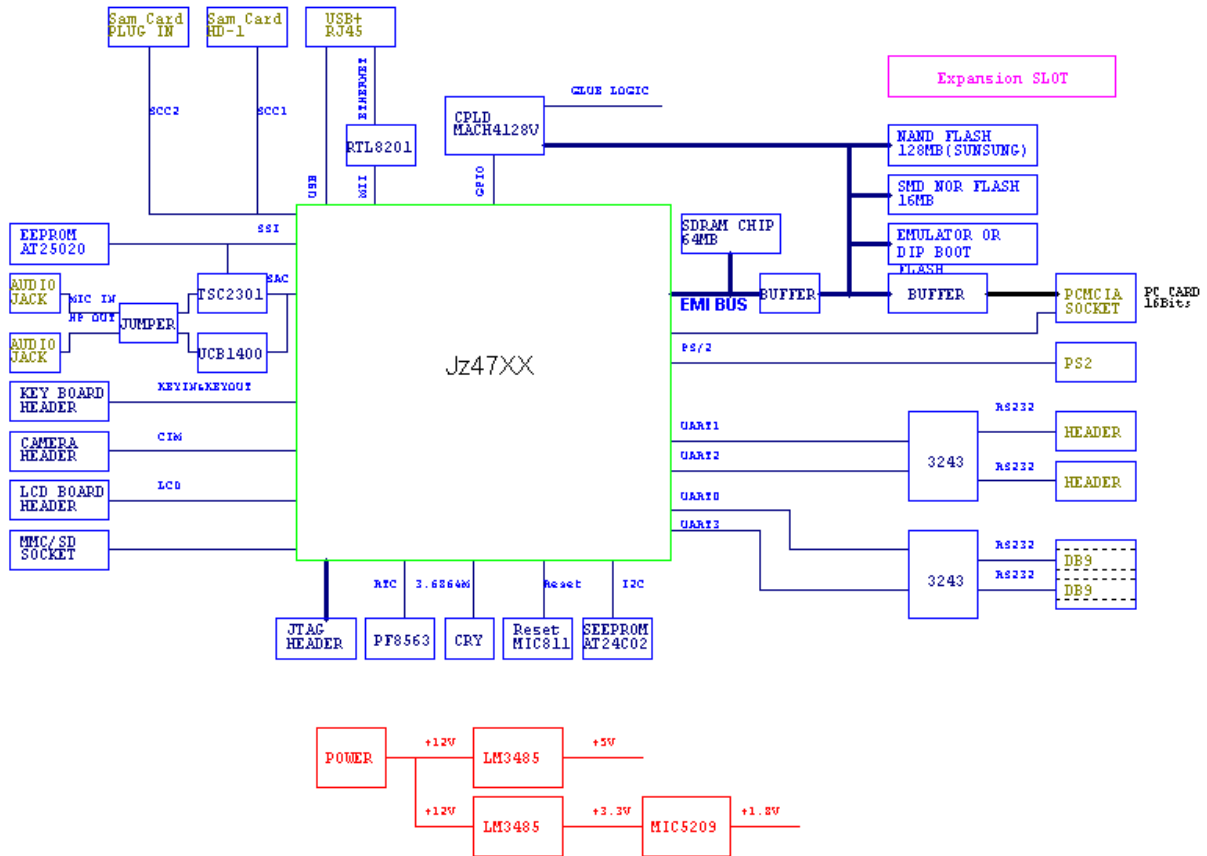 Sam Card
PLUG IN
Sam Card
HD-1
USB+
RJ45
SCC2
SCC1
ETHERNET
RTL8201
USB
MII
GPIO
CPLD
MACH4128V
GLUE LOGIC
Expansion SLOT
NAND FLASH
128MB(SUNSUNG)
SMD NOR FLASH
16MB
EMULATOR OR
DIP BOOT
FLASH
SDRAM CHIP
64MB
EMI BUS
BUFFER
BUFFER
PCMCIA
SOCKET
PC CARD
16Bits
EEPROM
AT25020
SSI
AUDIO
JACK
MIC IN
HP OUT
AUDIO
JACK
JUMPER
TSC2301
SAC
UCB1400
KEY BOARD
HEADER
KEYIN&KEYOUT
CAMERA
HEADER
CIM
LCD BOARD
HEADER
LCD
MMC/SD
SOCKET
Jz47XX
PS/2
PS2
UART1
UART2
3243
RS232
HEADER
RS232
HEADER
UART0
UART3
3243
RS232
DB9
RS232
DB9
JTAG
HEADER
RTC
PF8563
3.6864M
CRY
Reset
Reset
MIC811
I2C
SEEPROM
AT24C02
POWER
+12V
LM3485
+5V
+12V
LM3485
+3.3V
MIC5209
+1.8V